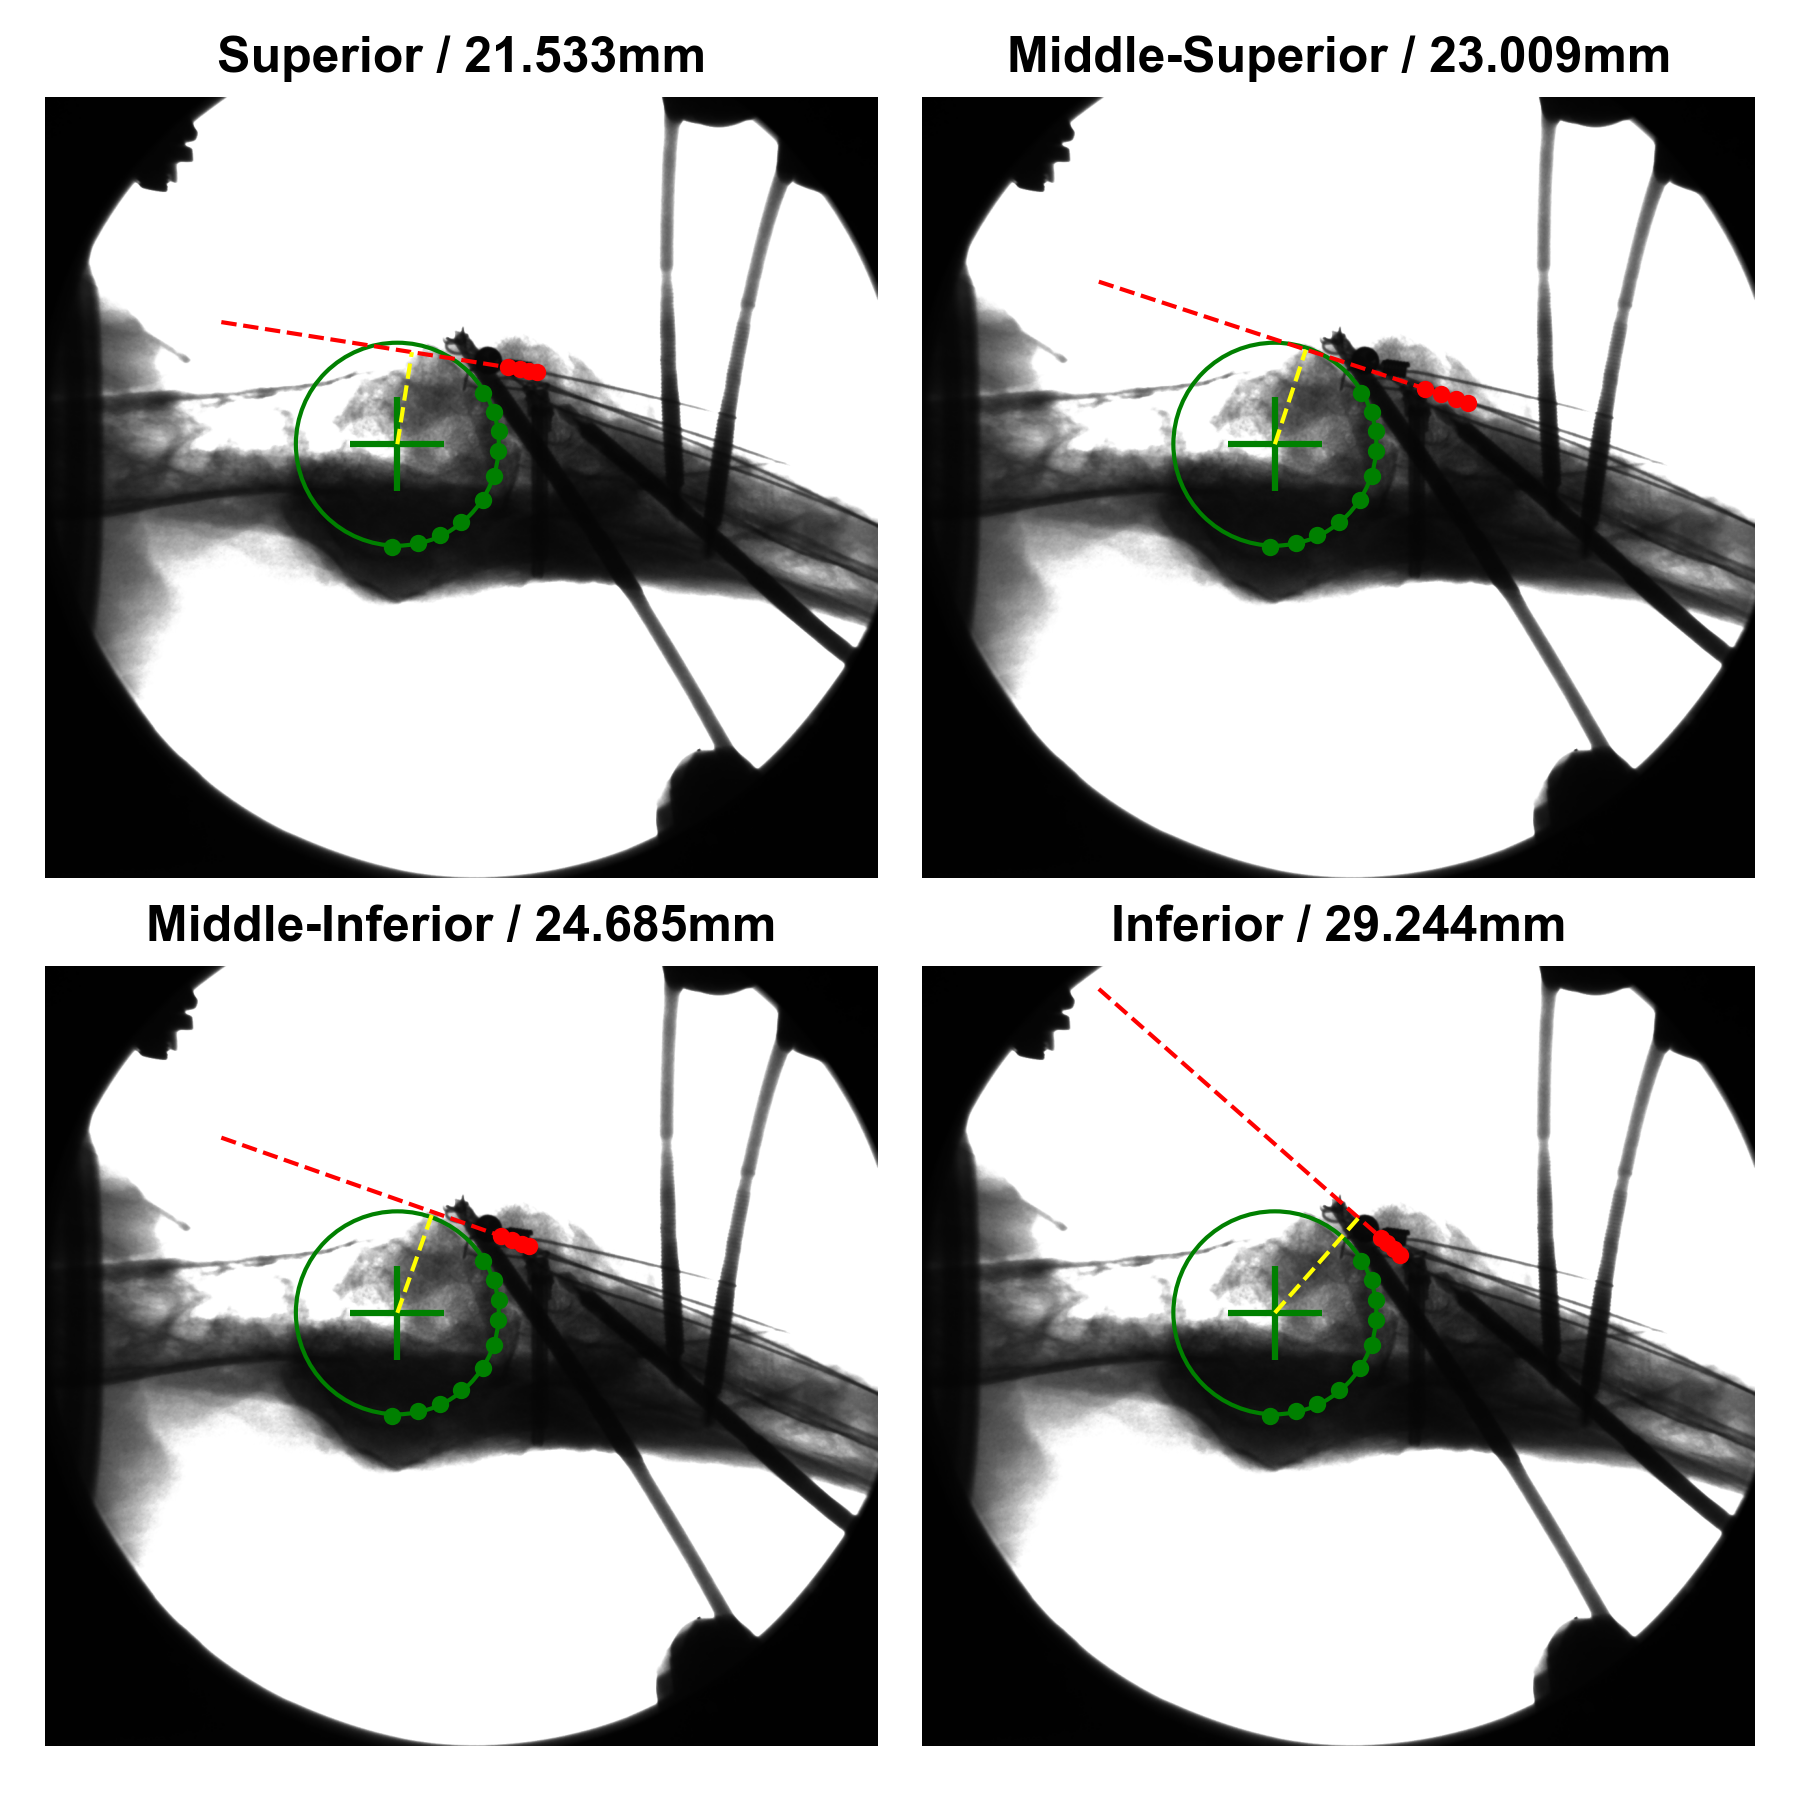 Superior / 21.533mm
Middle-Superior / 23.009mm
Middle-Inferior / 24.685mm
Inferior / 29.244mm